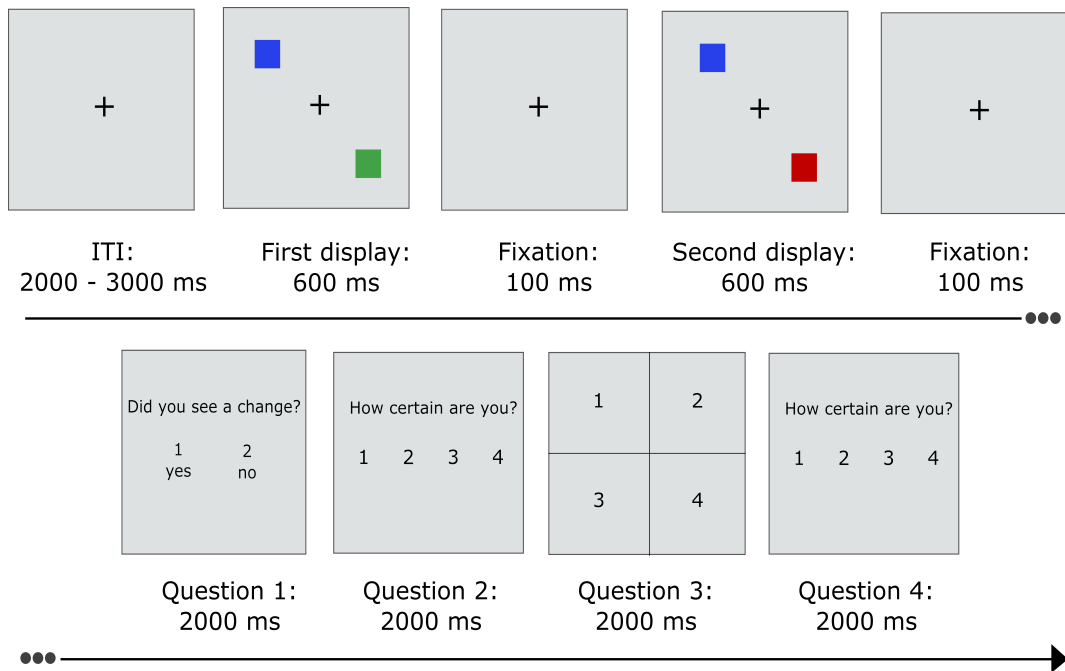 ITI:
2000 - 3000 ms
First display:
600 ms
Fixation:
100 ms
Second display:
600 ms
Fixation:
100 ms
Did you see a change?
1 2
yes no
Question 1:
2000 ms
How certain are you?
1 2 3 4
Question 2:
2000 ms
1 2
3 4
Question 3:
2000 ms
How certain are you?
1 2 3 4
Question 4:
2000 ms